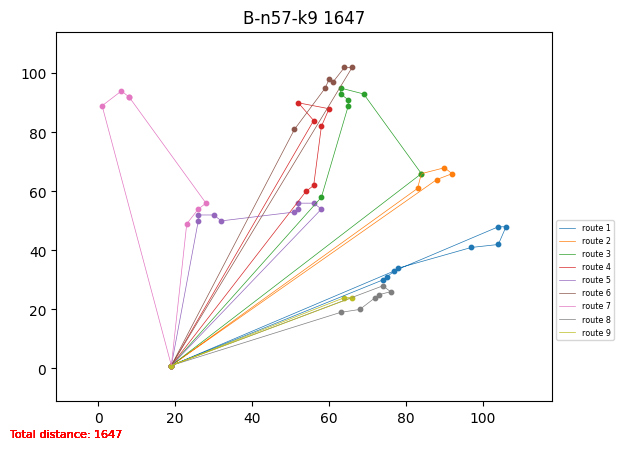 B-n57-k9 1647
100
80
60
40
20
0
0 20 40 60 80 100
route 1
route 2
route 3
route 4
route 5
route 6
route 7
route 8
route 9
Total distance: 1647